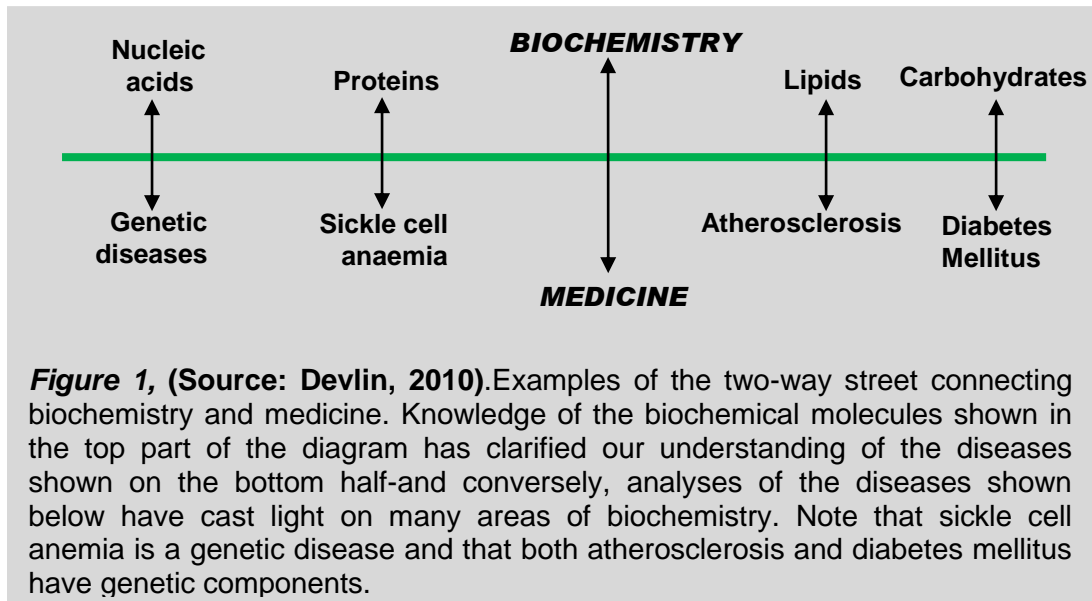 Nucleic
acids
Proteins
BIOCHEMISTRY
Lipids
Carbohydrates
Genetic
diseases
Sickle cell
anaemia
MEDICINE
Atherosclerosis
Diabetes
Mellitus
Figure 1, (Source: Devlin, 2010).Examples of the two-way street connecting
biochemistry and medicine. Knowledge of the biochemical molecules shown in
the top part of the diagram has clarified our understanding of the diseases
shown on the bottom half-and conversely, analyses of the diseases shown
below have cast light on many areas of biochemistry. Note that sickle cell
anemia is a genetic disease and that both atherosclerosis and diabetes mellitus
have genetic components.